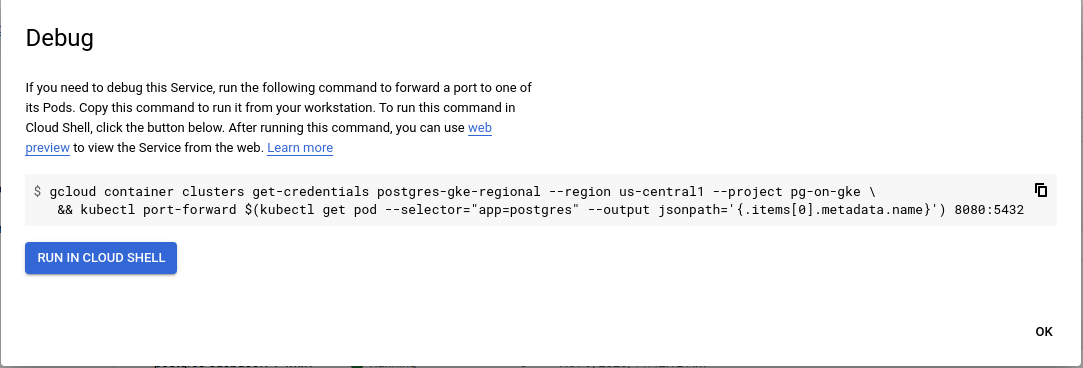 Debug
If you need to debug this Service, run the following command to forward a port to one of
its Pods. Copy this command to run it from your workstation. To run this command in
Cloud Shell, click the button below. After running this command, you can use web
preview to view the Service from the web. Learn more
$ gcloud container clusters get-credentials postgres-gke-regional --region us-central1 --project pg-on-gke \
&& kubectl port-forward $(kubectl get pod --selector="app=postgres" --output jsonpath='{.items[0].metadata.name}') 8080:5432
RUN IN CLOUD SHELL
OK